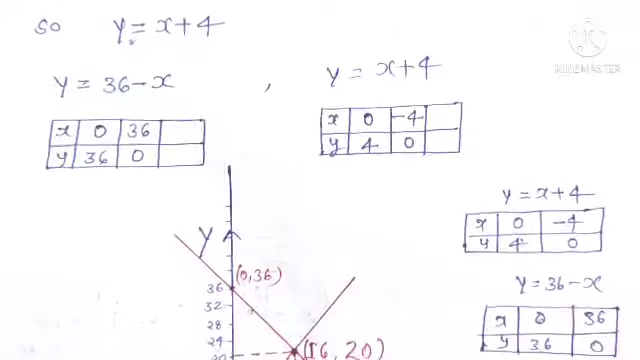 So y = x+4
y = 36-x , y = x+4
x 0 36
y 36 0
x 0 -4
y 4 0
y = x+4
x 0 -4
y 4 0
y = 36-x
x 0 36
y 36 0
Y
(0,36)
36
32
28
24
20
(16, 20)
KINEMASTER